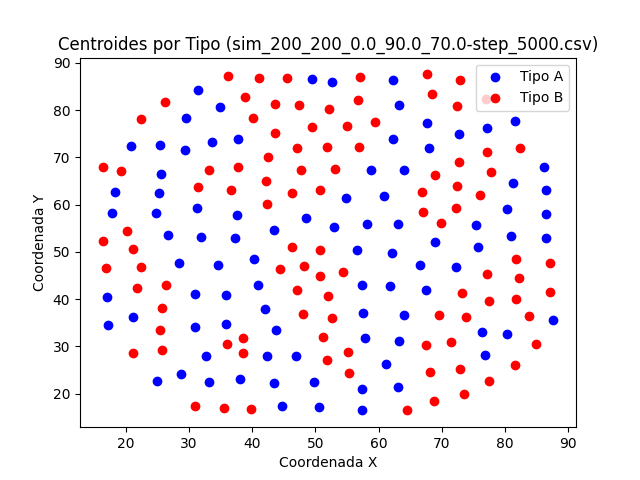 Centroides por Tipo (sim_200_200_0.0_90.0_70.0-step_5000.csv)
90
80
70
60
50
40
30
20
Coordenada Y
Tipo A
Tipo B
20 30 40 50 60 70 80 90
Coordenada X